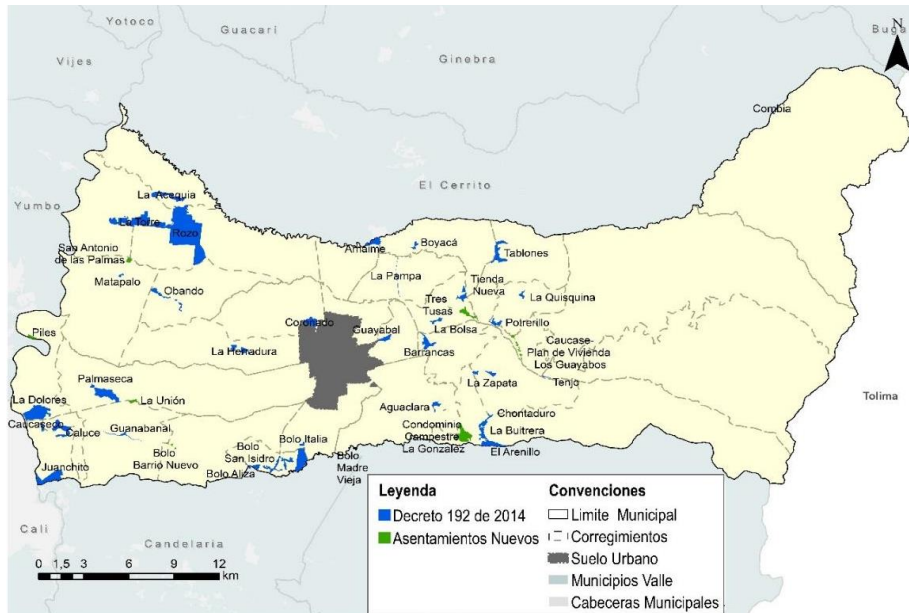 Yotoco
Guacarí
Buga
N
Vijes
Ginebra
Combia
El Cerrito
Yumbo
La Acequia
La Torre
Rozo
San Antonio
de las Palmas
Amaime
Boyacá
Tablones
La Pampa
Matapalo
Obando
Tienda
Nueva
La Quisquina
Tres
Tusas
Piles
Coronado
Guayabal
La Bolsa
Potrerillo
La Herradura
Barrancas
Caucase-
Plan de Vivienda
Los Guayabos
Palmaseca
La Zapata
Tenjo
Tolima
La Dolores
La Unión
Aguaclara
Chontaduro
Caucaseco
Caluce
Guanabanal
Condominio
Campestre
La Gonzalez
La Buitrera
El Arenillo
Bolo Italia
Bolo
San Isidro
Bolo
Barrio Nuevo
Bolo Aliza
Bolo
Madre
Vieja
Juanchito
Cali
Candelaria
Leyenda
Decreto 192 de 2014
Asentamientos Nuevos
Convenciones
Limite Municipal
Corregimientos
Suelo Urbano
Municipios Valle
Cabeceras Municipales
0 1,5 3 6 9 12
km